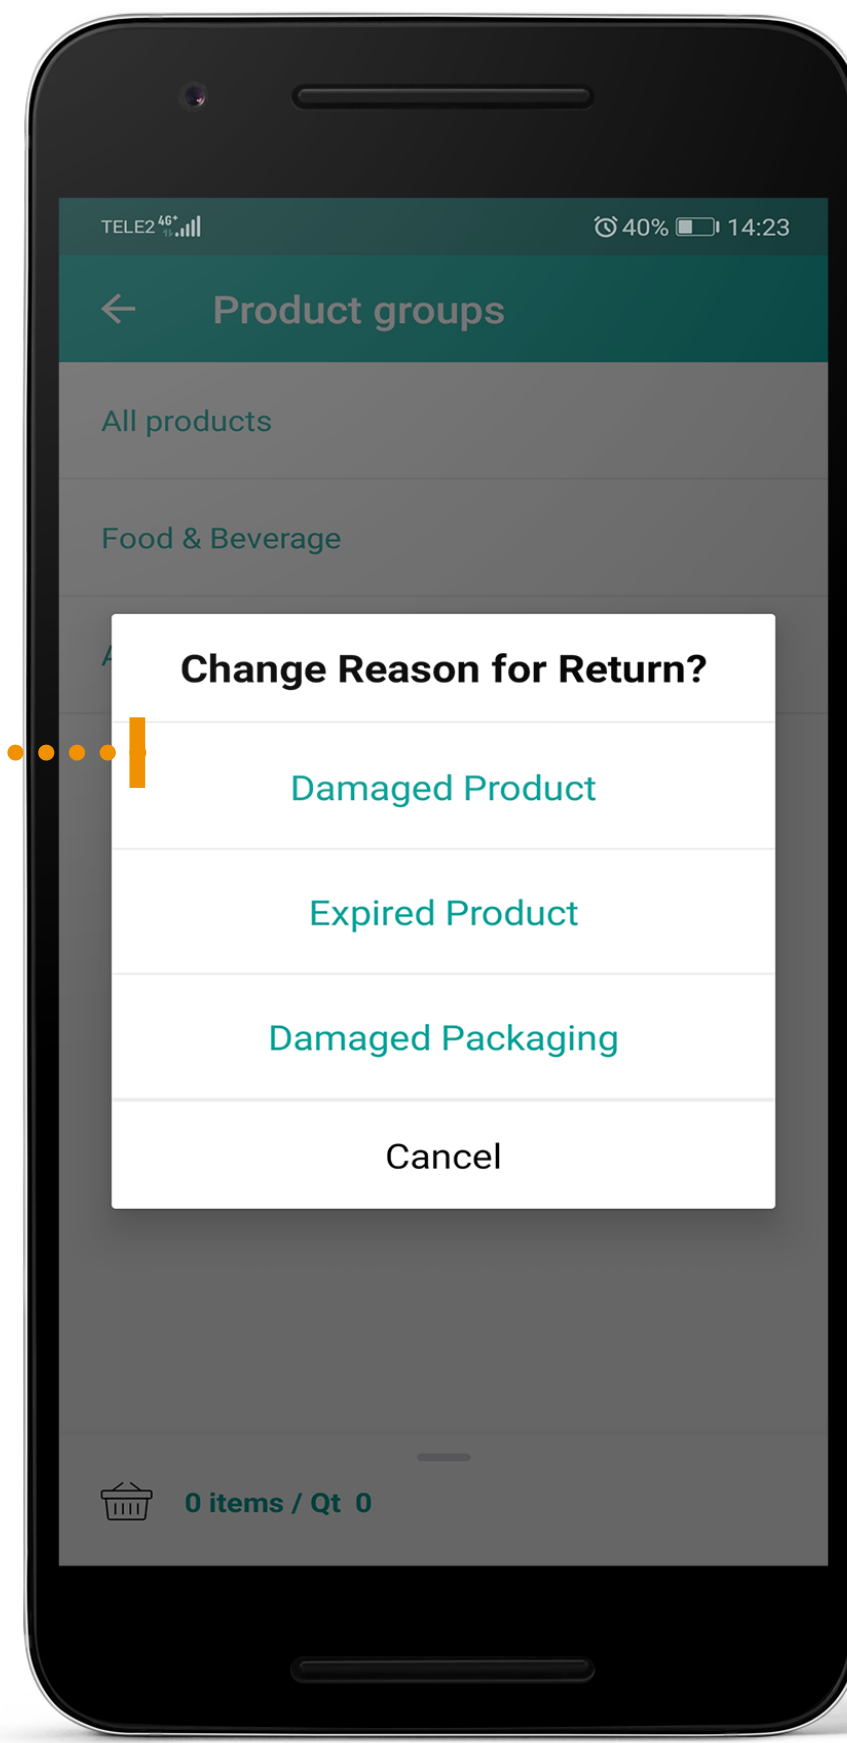 TELE2 4G+ 40% 14:23
Product groups
All products
Food & Beverage
Change Reason for Return?
Damaged Product
Expired Product
Damaged Packaging
Cancel
0 items / Qt 0